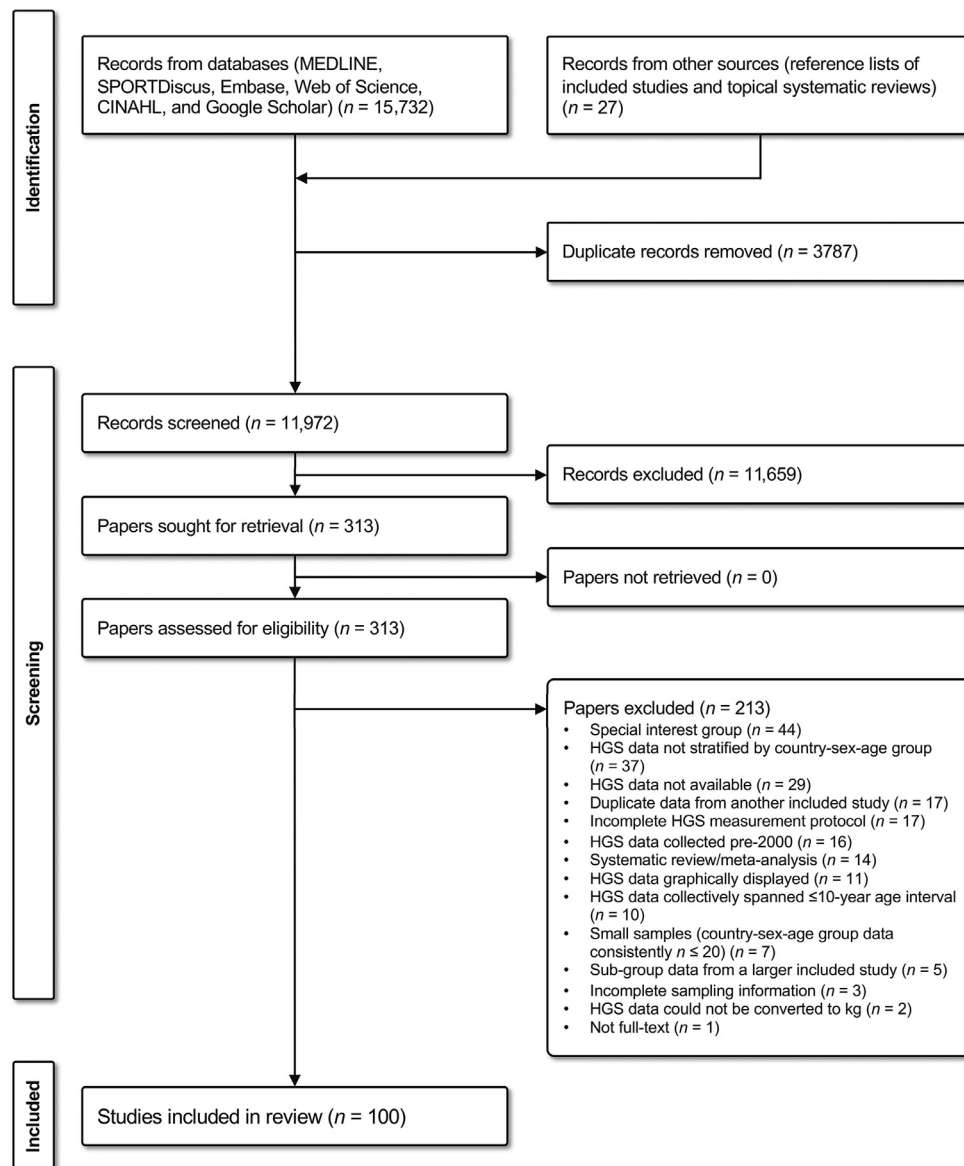 Identification
Records from databases (MEDLINE,
SPORTDiscus, Embase, Web of Science,
CINAHL, and Google Scholar) (n = 15,732)
Records from other sources (reference lists of
included studies and topical systematic reviews)
(n = 27)
Duplicate records removed (n = 3787)
Screening
Records screened (n = 11,972)
Records excluded (n = 11,659)
Papers sought for retrieval (n = 313)
Papers not retrieved (n = 0)
Papers assessed for eligibility (n = 313)
Papers excluded (n = 213)
• Special interest group (n = 44)
• HGS data not stratified by country-sex-age group
(n = 37)
• HGS data not available (n = 29)
• Duplicate data from another included study (n = 17)
• Incomplete HGS measurement protocol (n = 17)
• HGS data collected pre-2000 (n = 16)
• Systematic review/meta-analysis (n = 14)
• HGS data graphically displayed (n = 11)
• HGS data collectively spanned ≤10-year age interval
(n = 10)
• Small samples (country-sex-age group data
consistently n ≤ 20) (n = 7)
• Sub-group data from a larger included study (n = 5)
• Incomplete sampling information (n = 3)
• HGS data could not be converted to kg (n = 2)
• Not full-text (n = 1)
Included
Studies included in review (n = 100)